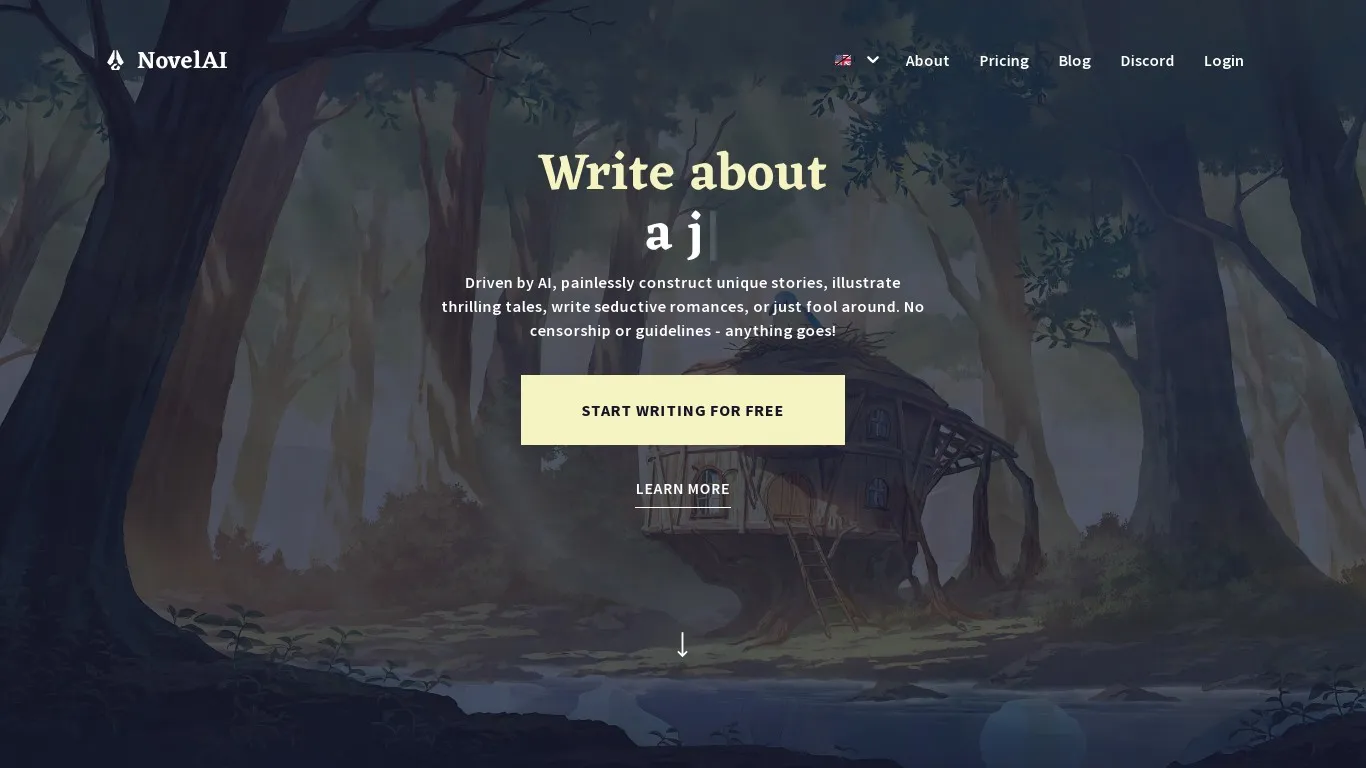 NovelAI
About
Pricing
Blog
Discord
Login
Write about
a j
Driven by AI, painlessly construct unique stories, illustrate
thrilling tales, write seductive romances, or just fool around. No
censorship or guidelines - anything goes!
START WRITING FOR FREE
LEARN MORE